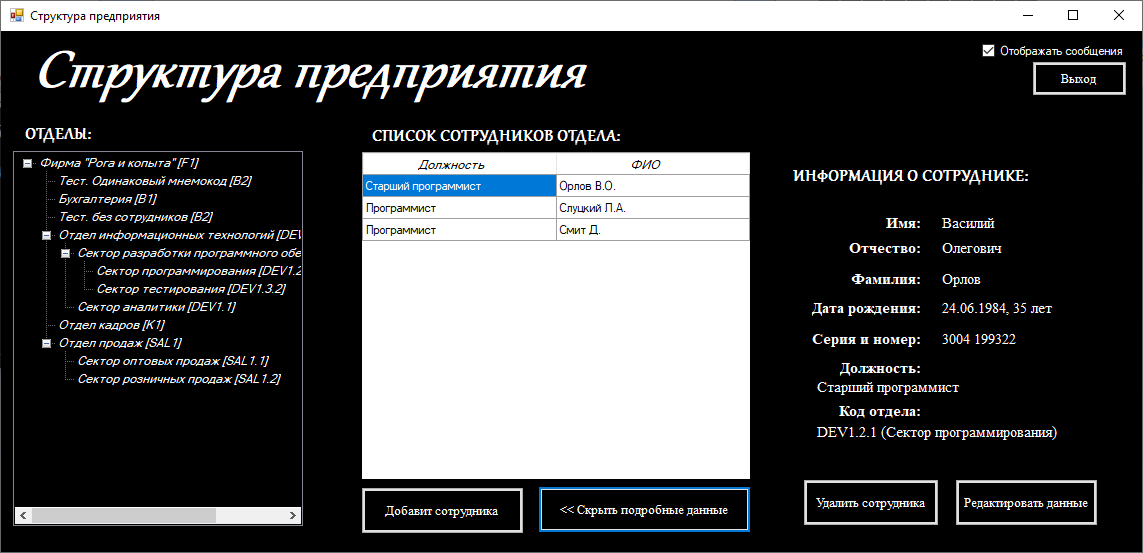 Структура предприятия
Отображать сообщения
Структура предприятия
Выход
ОТДЕЛЫ:
Фирма "Рога и копыта" [F1]
Тест. Одинаковый мнемокод [B2]
Бухгалтерия [B1]
Тест. без сотрудников [B2]
Отдел информационных технологий [DEV
Сектор разработки программного обе
Сектор программирования [DEV1.2
Сектор тестирования [DEV1.3.2]
Сектор аналитики [DEV1.1]
Отдел кадров [K1]
Отдел продаж [SAL1]
Сектор оптовых продаж [SAL1.1]
Сектор розничных продаж [SAL1.2]
СПИСОК СОТРУДНИКОВ ОТДЕЛА:
Должность ФИО
Старший программист Орлов В.О.
Программист Слуцкий Л.А.
Программист Смит Д.
Добавит сотрудника
<< Скрыть подробные данные
ИНФОРМАЦИЯ О СОТРУДНИКЕ:
Имя: Василий
Отчество: Олегович
Фамилия: Орлов
Дата рождения: 24.06.1984, 35 лет
Серия и номер: 3004 199322
Должность:
Старший программист
Код отдела:
DEV1.2.1 (Сектор программирования)
Удалить сотрудника
Редактировать данные